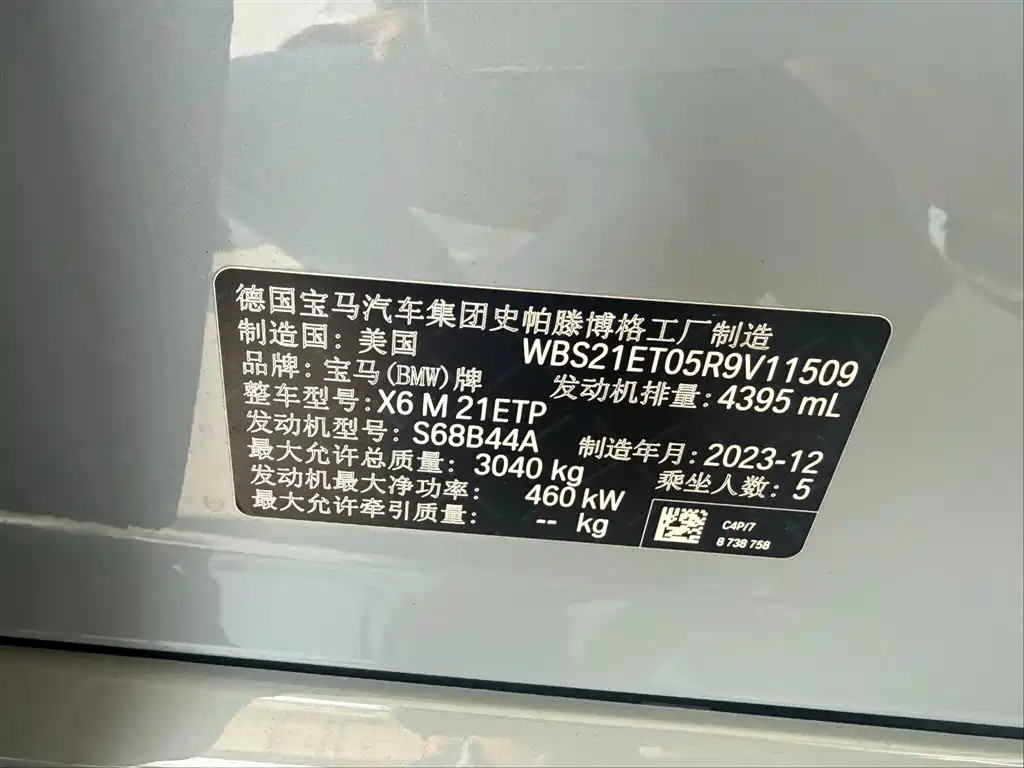 德国宝马汽车集团史帕滕博格工厂制造
制造国: 美国 WBS21ET05R9V11509
品牌: 宝马(BMW)牌 发动机排量: 4395 mL
整车型号: X6 M 21ETP
发动机型号: S68B44A 制造年月: 2023-12
最大允许总质量: 3040 kg 乘坐人数: 5
发动机最大净功率: 460 kW
最大允许牵引质量: -- kg
C4P/7
8 738 758